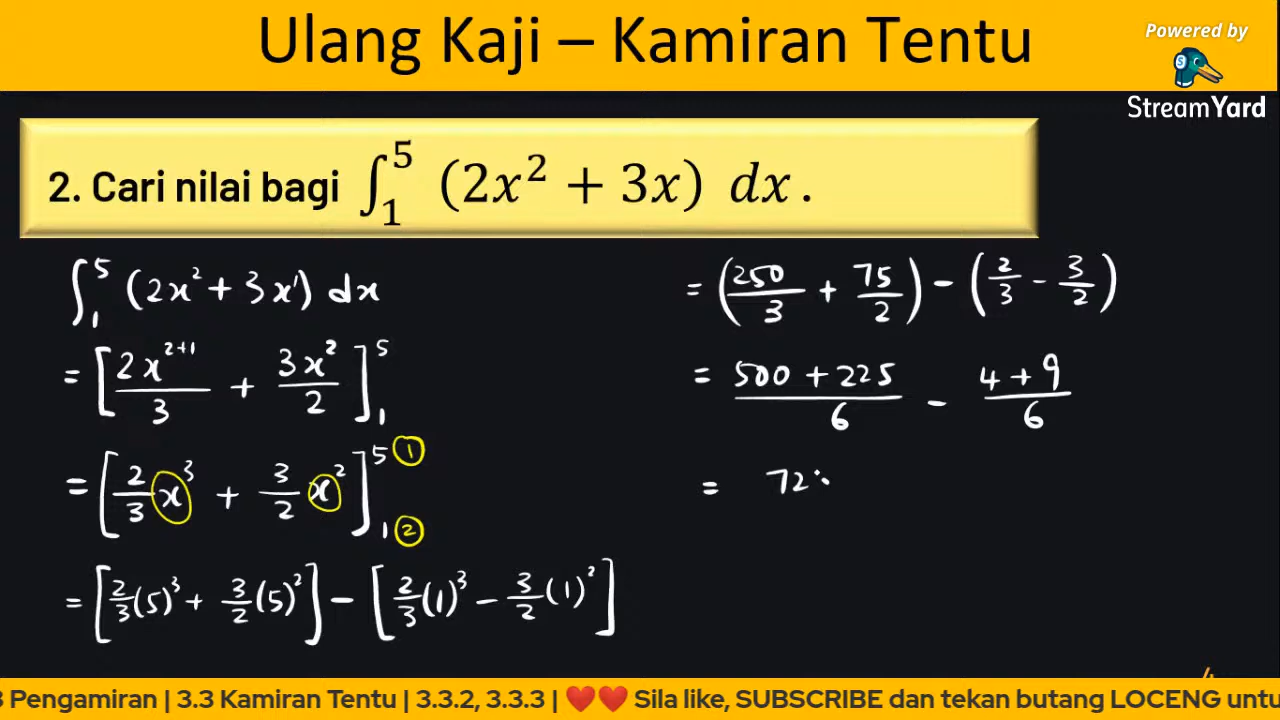 Ulang Kaji – Kamiran Tentu
Powered by
StreamYard
2. Cari nilai bagi ∫₁⁵ (2x² + 3x) dx.
∫₁⁵ (2x² + 3x¹) dx
= [2x²⁺¹/3 + 3x²/2]₁⁵
= [2/3 x³ + 3/2 x²]₁⁵ ① ②
= [2/3(5)³ + 3/2(5)²] − [2/3(1)³ − 3/2(1)²]
= (250/3 + 75/2) − (2/3 − 3/2)
= (500 + 225)/6 − (4 + 9)/6
= 72
Pengamiran | 3.3 Kamiran Tentu | 3.3.2, 3.3.3 | ❤️❤️ Sila like, SUBSCRIBE dan tekan butang LOCENG untu